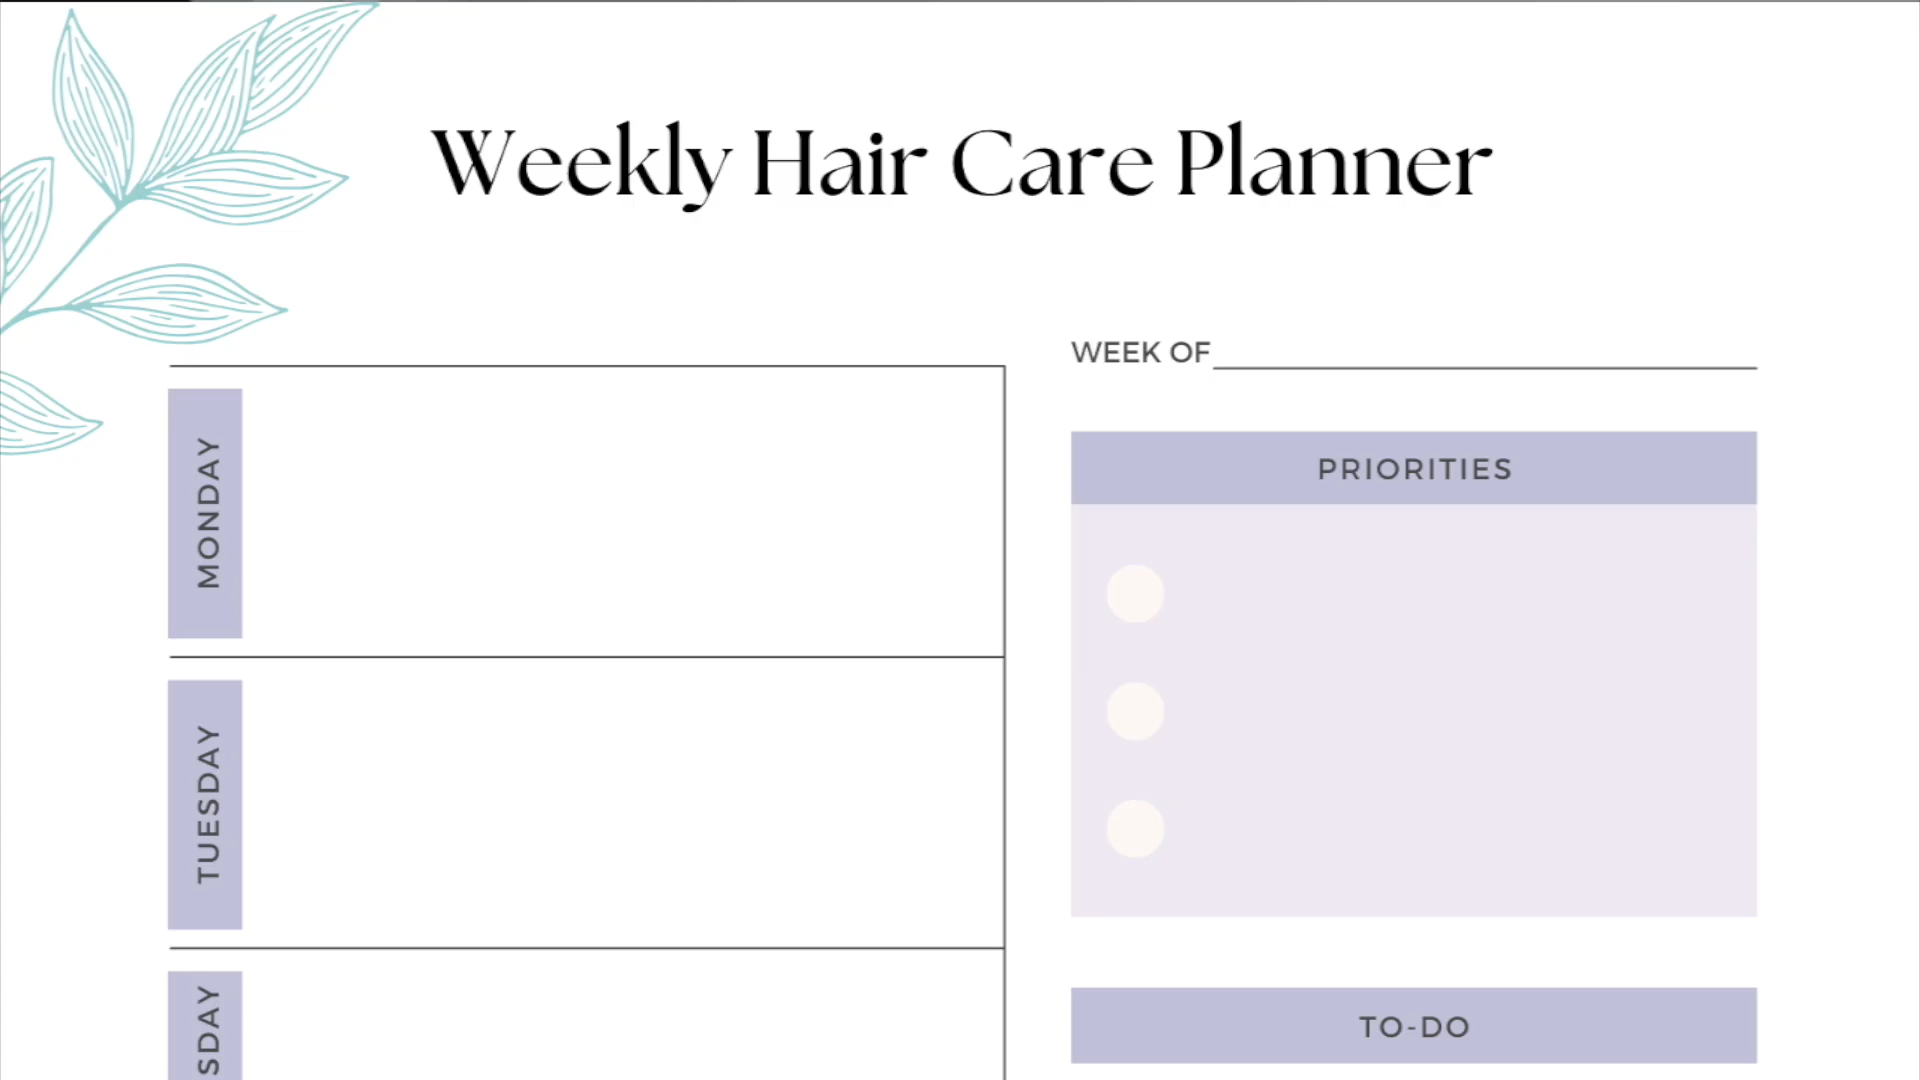 Weekly Hair Care Planner
WEEK OF
MONDAY
PRIORITIES
TUESDAY
SDAY
TO-DO